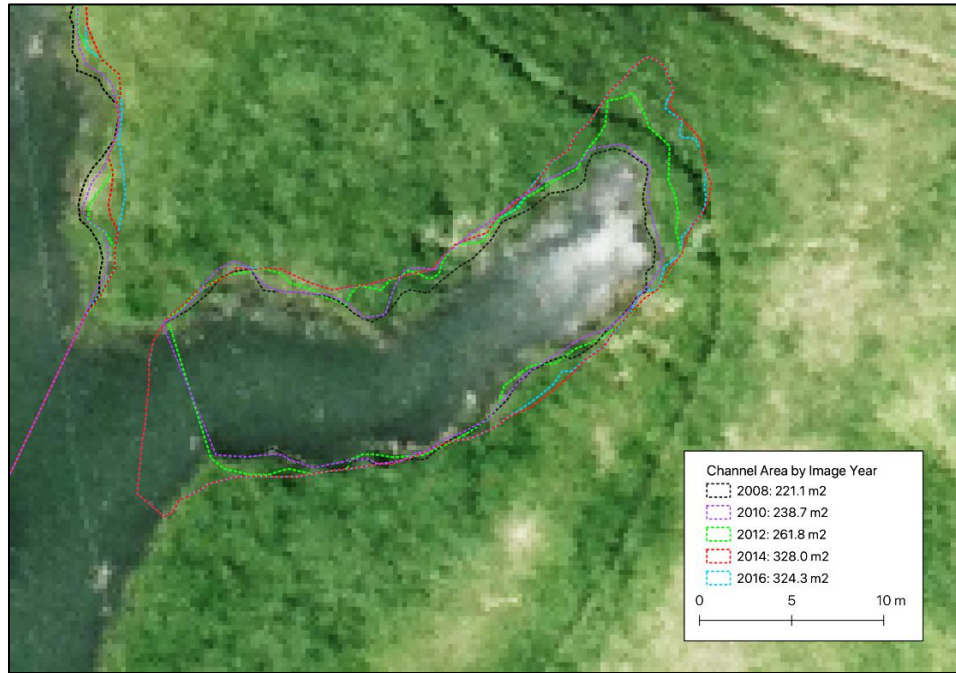 Channel Area by Image Year
2008: 221.1 m2
2010: 238.7 m2
2012: 261.8 m2
2014: 328.0 m2
2016: 324.3 m2
0 5 10 m